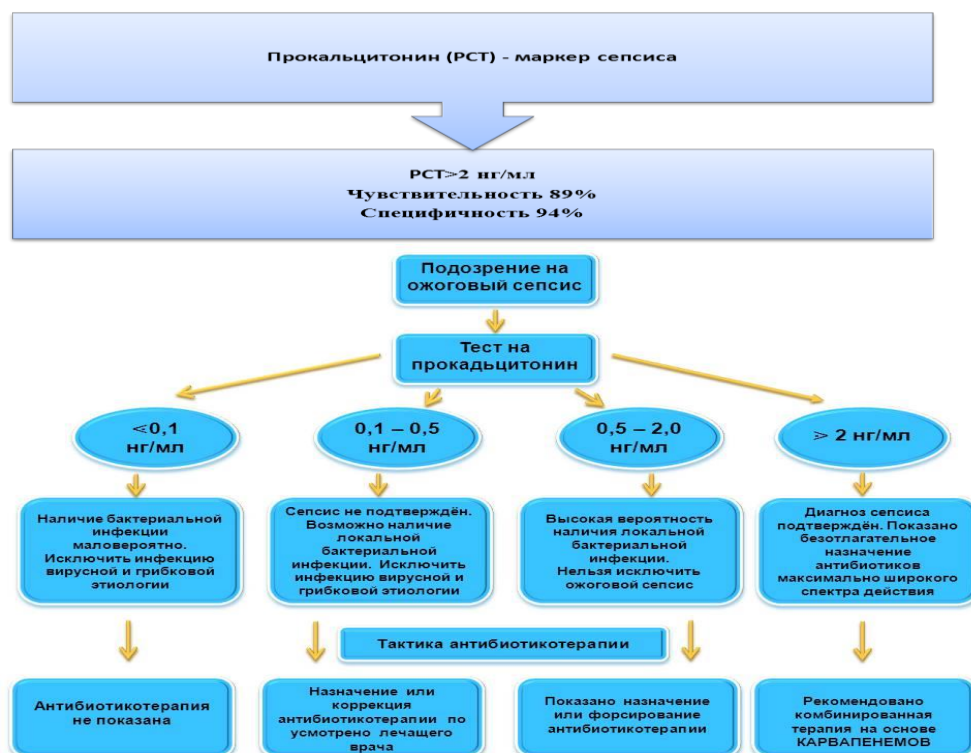 Прокальцитонин (PCT) - маркер сепсиса
PCT>2 нг/мл
Чувствительность 89%
Специфичность 94%
Подозрение на
ожоговый сепсис
Тест на
прокадьцитонин
<0,1
нг/мл
0,1 – 0,5
нг/мл
0,5 – 2,0
нг/мл
> 2 нг/мл
Наличие бактериальной
инфекции
маловероятно.
Исключить инфекцию
вирусной и грибковой
этиологии
Сепсис не подтверждён.
Возможно наличие
локальной
бактериальной
инфекции. Исключить
инфекцию вирусной и
грибковой этиологии
Высокая вероятность
наличия локальной
бактериальной
инфекции.
Нельзя исключить
ожоговой сепсис
Диагноз сепсиса
подтверждён. Показано
безотлагательное
назначение
антибиотиков
максимально широкого
спектра действия
Тактика антибиотикотерапии
Антибиотикотерапия
не показана
Назначение или
коррекция
антибиотикотерапии по
усмотрено лечащего
врача
Показано назначение
или форсирование
антибиотикотерапии
Рекомендовано
комбинированная
терапия на основе
КАРВАПЕНЕМОВ